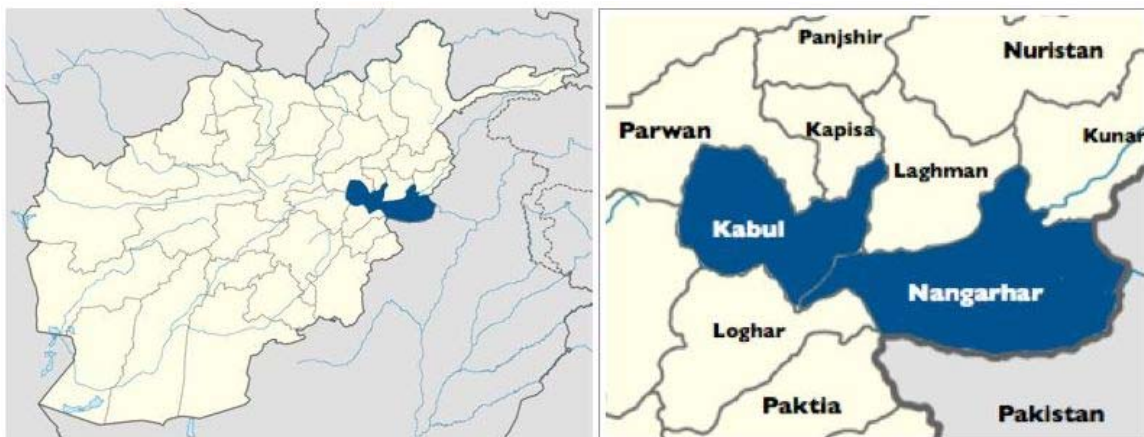 Panjshir
Nuristan
Parwan
Kapisa
Kunar
Laghman
Kabul
Nangarhar
Loghar
Paktia
Pakistan